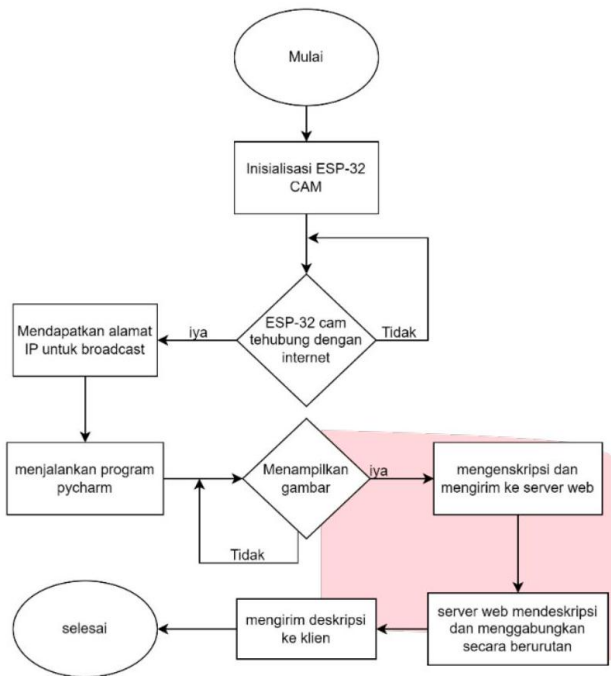 Mulai
Inisialisasi ESP-32
CAM
ESP-32 cam
tehubung dengan
internet
Tidak
iya
Mendapatkan alamat
IP untuk broadcast
menjalankan program
pycharm
Menampilkan
gambar
Tidak
iya
mengenskripsi dan
mengirim ke server web
server web mendeskripsi
dan menggabungkan
secara berurutan
mengirim deskripsi
ke klien
selesai